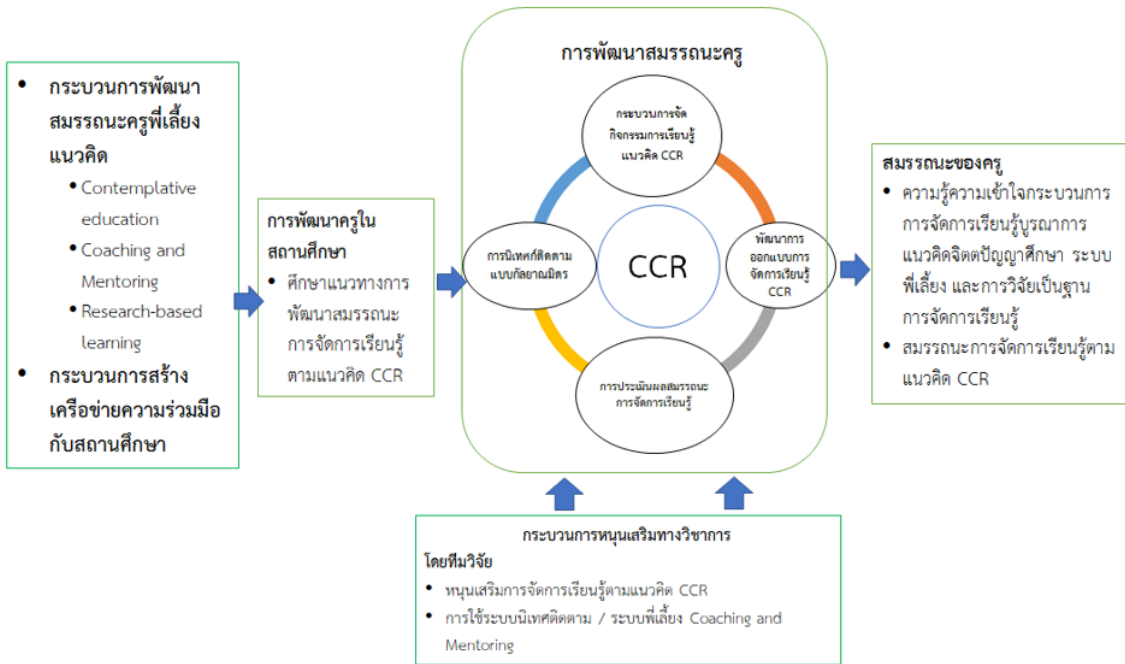 กระบวนการพัฒนา
สมรรถนะครูพี่เลี้ยง
แนวคิด
Contemplative
education
Coaching and
Mentoring
Research-based
learning
กระบวนการสร้าง
เครือข่ายความร่วมมือ
กับสถานศึกษา
การพัฒนาครูใน
สถานศึกษา
ศึกษาแนวทางการ
พัฒนาสมรรถนะ
การจัดการเรียนรู้
ตามแนวคิด CCR
การพัฒนาสมรรถนะครู
กระบวนการจัด
กิจกรรมการเรียนรู้
แนวคิด CCR
การนิเทศก์ติดตาม
แบบกัลยาณมิตร
CCR
พัฒนาการ
ออกแบบการ
จัดการเรียนรู้
CCR
การประเมินผลสมรรถนะ
การจัดการเรียนรู้
สมรรถนะของครู
ความรู้ความเข้าใจกระบวนการ
การจัดการเรียนรู้บูรณาการ
แนวคิดจิตตปัญญาศึกษา ระบบ
พี่เลี้ยง และการวิจัยเป็นฐาน
การจัดการเรียนรู้
สมรรถนะการจัดการเรียนรู้ตาม
แนวคิด CCR
กระบวนการหนุนเสริมทางวิชาการ
โดยทีมวิจัย
หนุนเสริมการจัดการเรียนรู้ตามแนวคิด CCR
การใช้ระบบนิเทศติดตาม / ระบบพี่เลี้ยง Coaching and
Mentoring